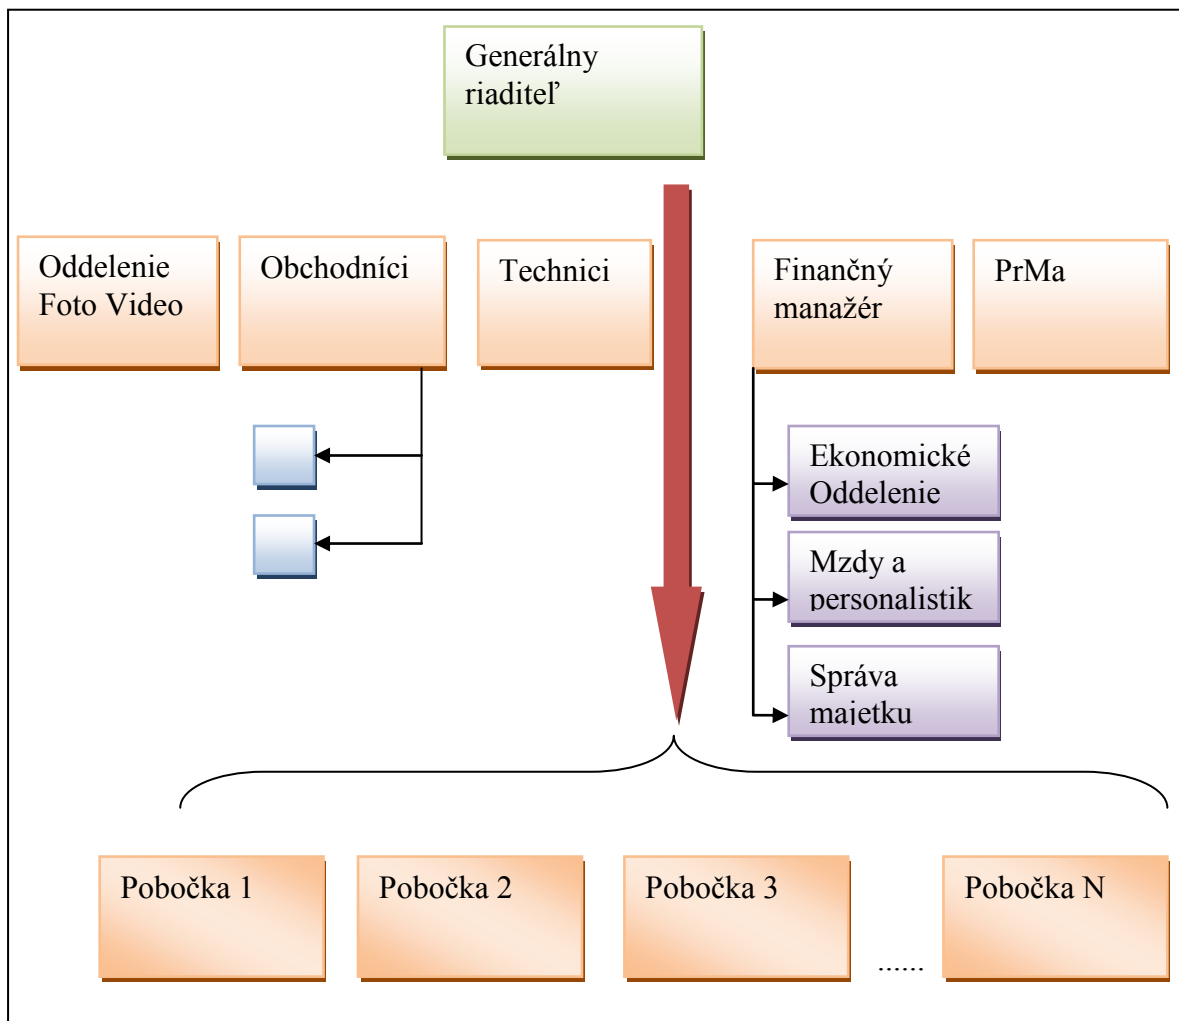 Generálny
riaditeľ
Oddelenie
Foto Video
Obchodníci
Technici
Finančný
manažér
PrMa
Ekonomické
Oddelenie
Mzdy a
personalistik
Správa
majetku
Pobočka 1
Pobočka 2
Pobočka 3
......
Pobočka N